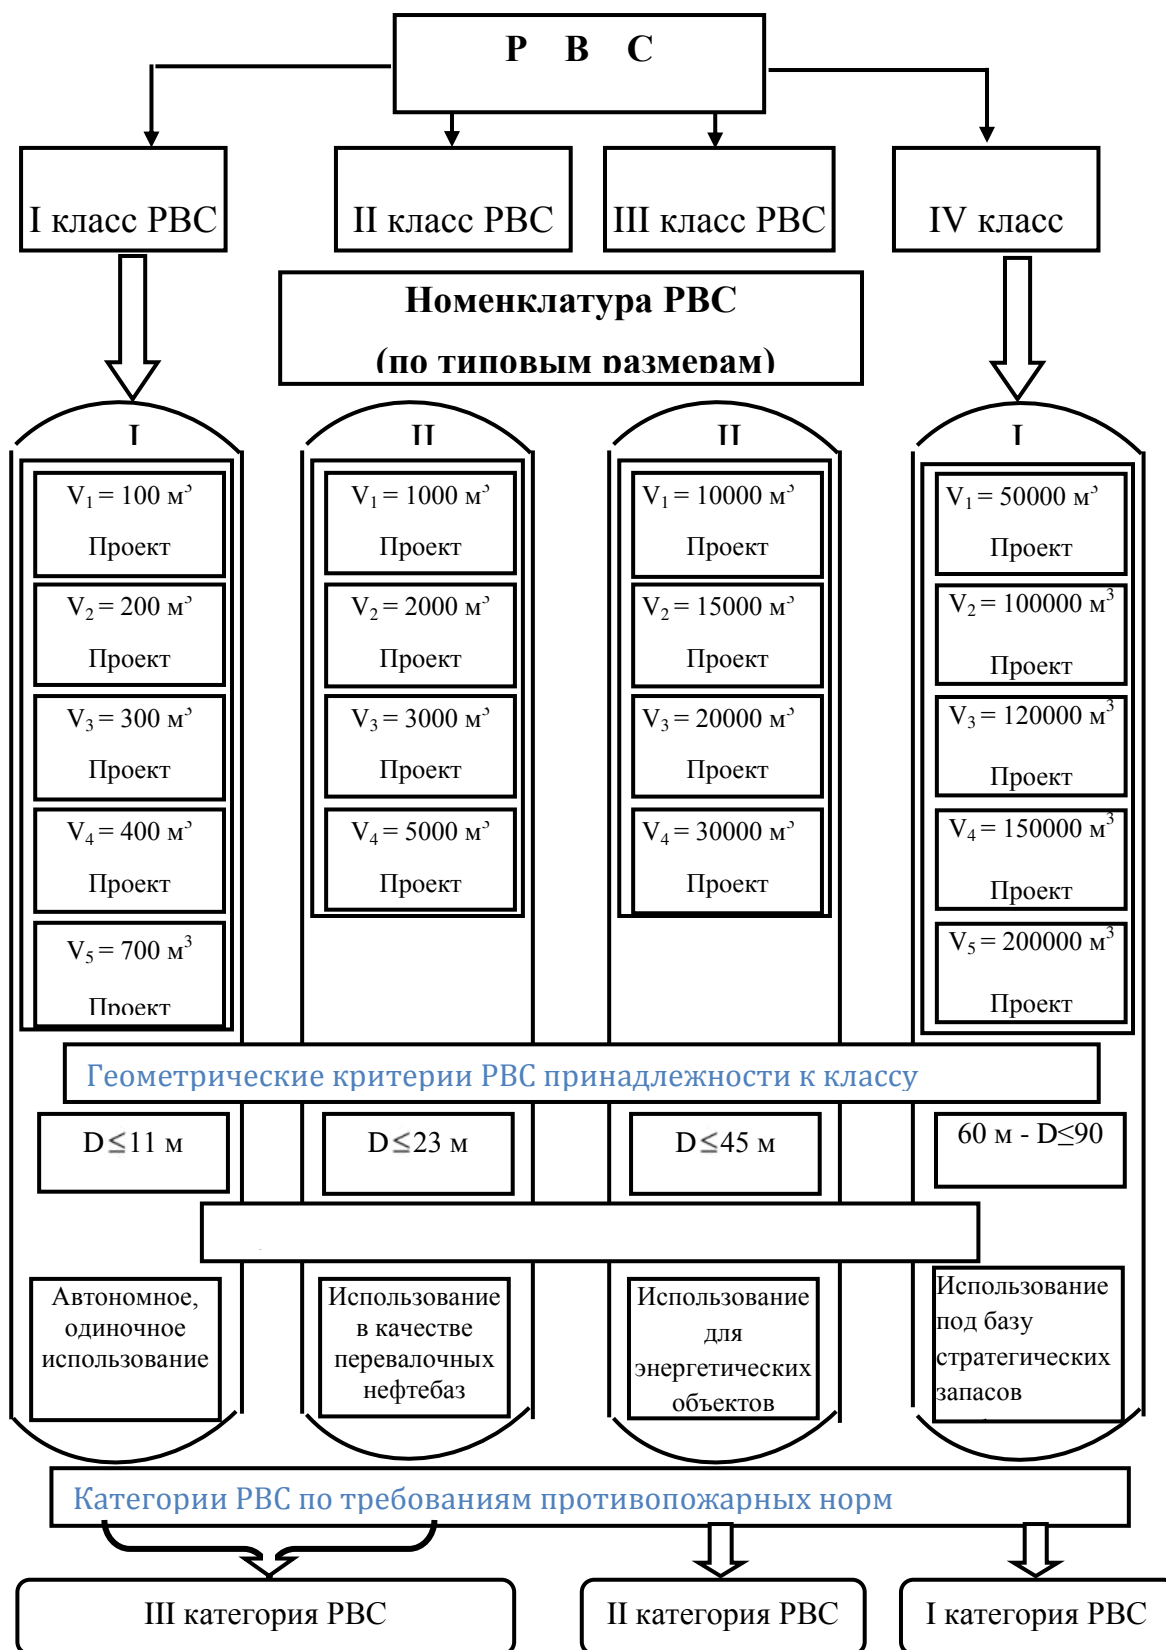 Р В С
I класс РВС
II класс РВС
III класс РВС
IV класс
Номенклатура РВС
(по типовым размерам)
I
V₁ = 100 м³
Проект
V₂ = 200 м³
Проект
V₃ = 300 м³
Проект
V₄ = 400 м³
Проект
V₅ = 700 м³
Проект
II
V₁ = 1000 м³
Проект
V₂ = 2000 м³
Проект
V₃ = 3000 м³
Проект
V₄ = 5000 м³
Проект
II
V₁ = 10000 м³
Проект
V₂ = 15000 м³
Проект
V₃ = 20000 м³
Проект
V₄ = 30000 м³
Проект
I
V₁ = 50000 м³
Проект
V₂ = 100000 м³
Проект
V₃ = 120000 м³
Проект
V₄ = 150000 м³
Проект
V₅ = 200000 м³
Проект
Геометрические критерии РВС принадлежности к классу
D ≤ 11 м
D ≤ 23 м
D ≤ 45 м
60 м - D≤90
Автономное,
одиночное
использование
Использование
в качестве
перевалочных
нефтебаз
Использование
для
энергетических
объектов
Использование
под базу
стратегических
запасов
Категории РВС по требованиям противопожарных норм
III категория РВС
II категория РВС
I категория РВС